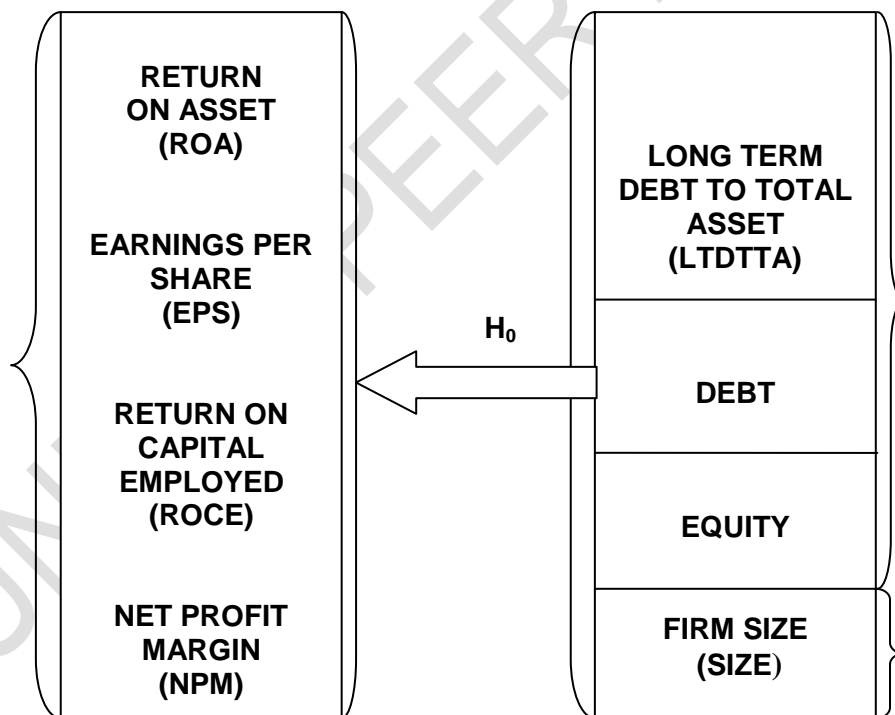 RETURN
ON ASSET
(ROA)
EARNINGS PER
SHARE
(EPS)
RETURN ON
CAPITAL
EMPLOYED
(ROCE)
NET PROFIT
MARGIN
(NPM)
H₀
LONG TERM
DEBT TO TOTAL
ASSET
(LTDTTA)
DEBT
EQUITY
FIRM SIZE
(SIZE)
PEER